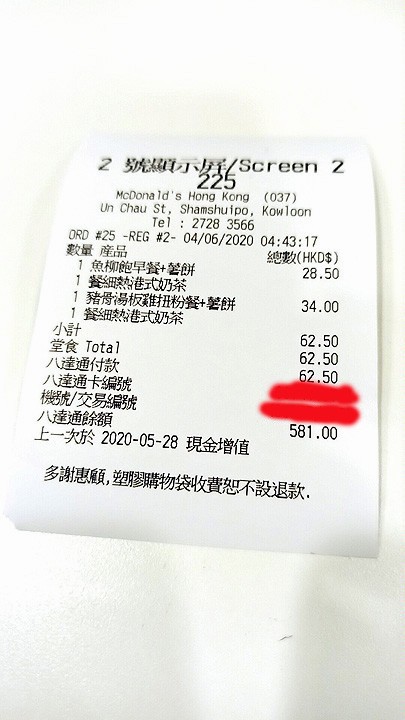 2 號顯示屏/Screen 2
225
McDonald's Hong Kong (037)
Un Chau St, Shamshuipo, Kowloon
Tel : 2728 3566
ORD #25 -REG #2- 04/06/2020 04:43:17
數量 產品 總數(HKD$)
1 魚柳飽早餐+薯餅 28.50
1 餐細熱港式奶茶
1 豬骨湯板雞扭粉餐+薯餅 34.00
1 餐細熱港式奶茶
小計 62.50
堂食 Total 62.50
八達通付款 62.50
八達通卡編號
機號/交易編號
八達通餘額 581.00
上一次於 2020-05-28 現金增值
多謝惠顧,塑膠購物袋收費恕不設退款.